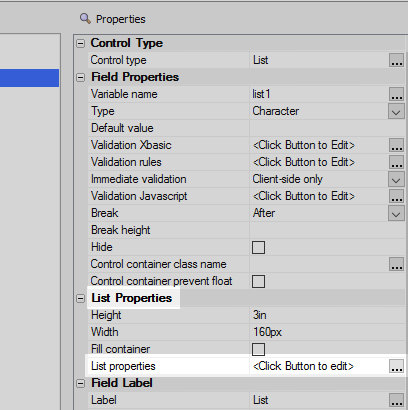 Properties
Control Type
Control type List ...
Field Properties
Variable name list1 ...
Type Character
Default value
Validation Xbasic <Click Button to Edit> ...
Validation rules <Click Button to Edit> ...
Immediate validation Client-side only
Validation Javascript <Click Button to Edit> ...
Break After
Break height
Hide
Control container class name ...
Control container prevent float
List Properties
Height 3in
Width 160px
Fill container
List properties <Click Button to edit> ...
Field Label
Label List ...